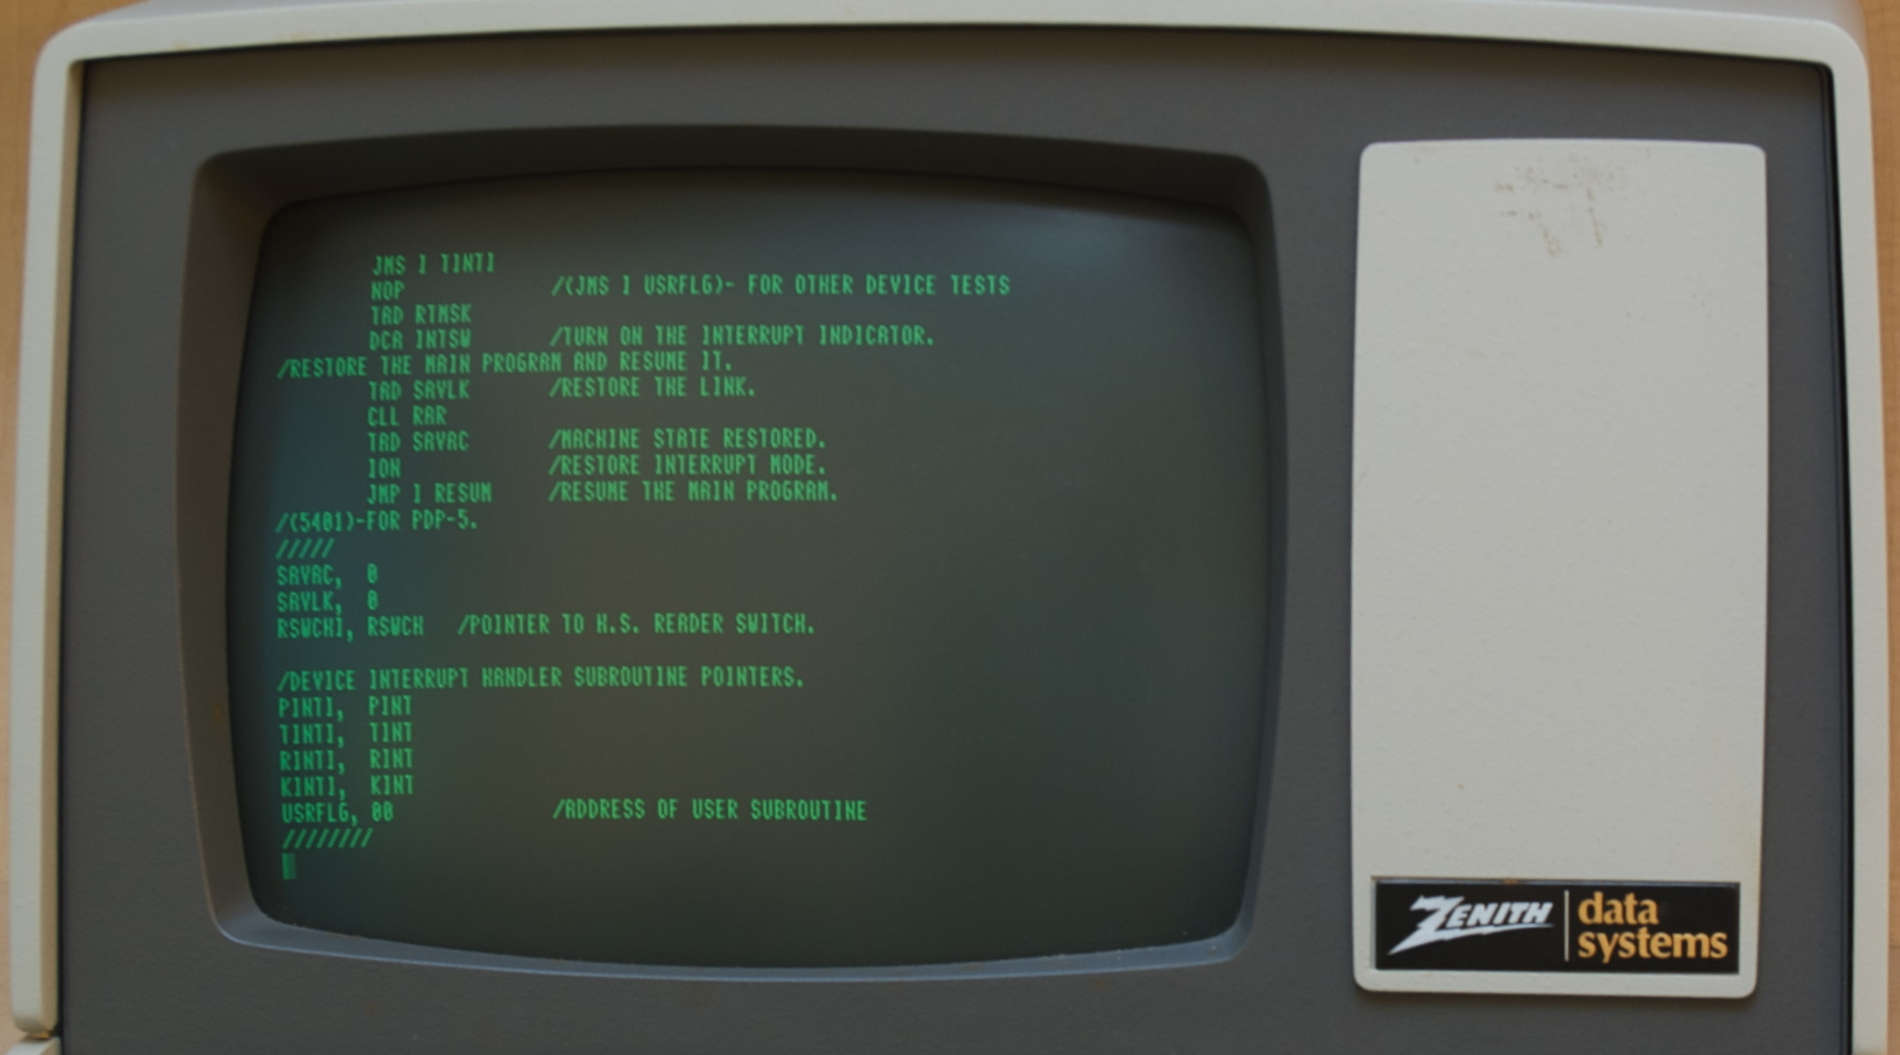 JMS I TINTI
        NOP             /(JMS I USRFLG)- FOR OTHER DEVICE TESTS
        TAD RTMSK
        DCA INTSW       /TURN ON THE INTERRUPT INDICATOR.
/RESTORE THE MAIN PROGRAM AND RESUME IT.
        TAD SAVLK       /RESTORE THE LINK.
        CLL RAR
        TAD SAVAC       /MACHINE STATE RESTORED.
        ION             /RESTORE INTERRUPT MODE.
        JMP I RESUM     /RESUME THE MAIN PROGRAM.
/(5401)-FOR PDP-5.
/////
SAVAC,  0
SAVLK,  0
RSWCHI, RSWCH   /POINTER TO H.S. READER SWITCH.

/DEVICE INTERRUPT HANDLER SUBROUTINE POINTERS.
PINTI,  PINT
TINTI,  TINT
RINTI,  RINT
KINTI,  KINT
USRFLG, 00              /ADDRESS OF USER SUBROUTINE
////////
ZENITH
data
systems